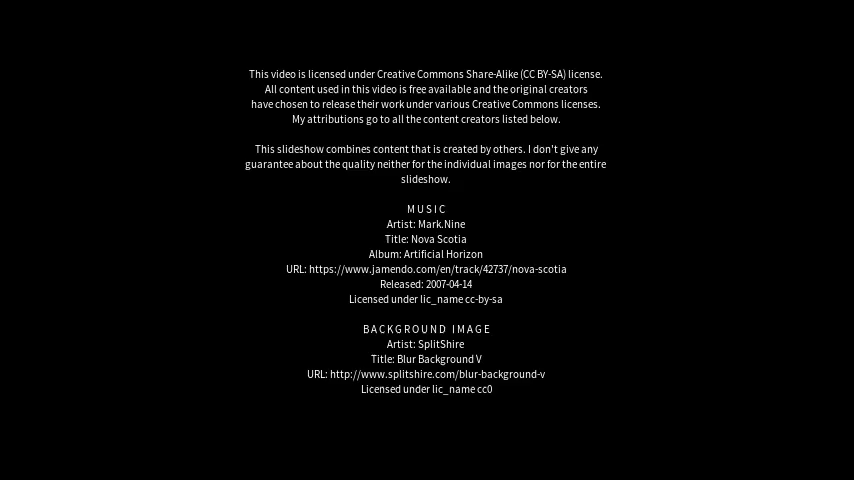 This video is licensed under Creative Commons Share-Alike (CC BY-SA) license.
All content used in this video is free available and the original creators
have chosen to release their work under various Creative Commons licenses.
My attributions go to all the content creators listed below.
This slideshow combines content that is created by others. I don't give any
guarantee about the quality neither for the individual images nor for the entire
slideshow.
MUSIC
Artist: Mark.Nine
Title: Nova Scotia
Album: Artificial Horizon
URL: https://www.jamendo.com/en/track/42737/nova-scotia
Released: 2007-04-14
Licensed under lic_name cc-by-sa
BACKGROUND IMAGE
Artist: SplitShire
Title: Blur Background V
URL: http://www.splitshire.com/blur-background-v
Licensed under lic_name cc0